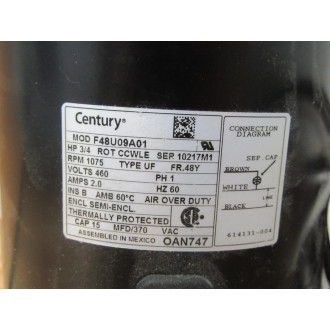 Century®
MOD F48U09A01
HP 3/4 ROT CCWLE SER 10217M1
RPM 1075 TYPE UF FR.48Y
VOLTS 460 PH 1
AMPS 2.0 HZ 60
INS B AMB 60°C AIR OVER DUTY
ENCL SEMI-ENCL.
THERMALLY PROTECTED
CAP 15 MFD/370 VAC
ASSEMBLED IN MEXICO OAN747
CONNECTION
DIAGRAM
SEP. CAP
BROWN
WHITE
LINE
BLACK
614131-004